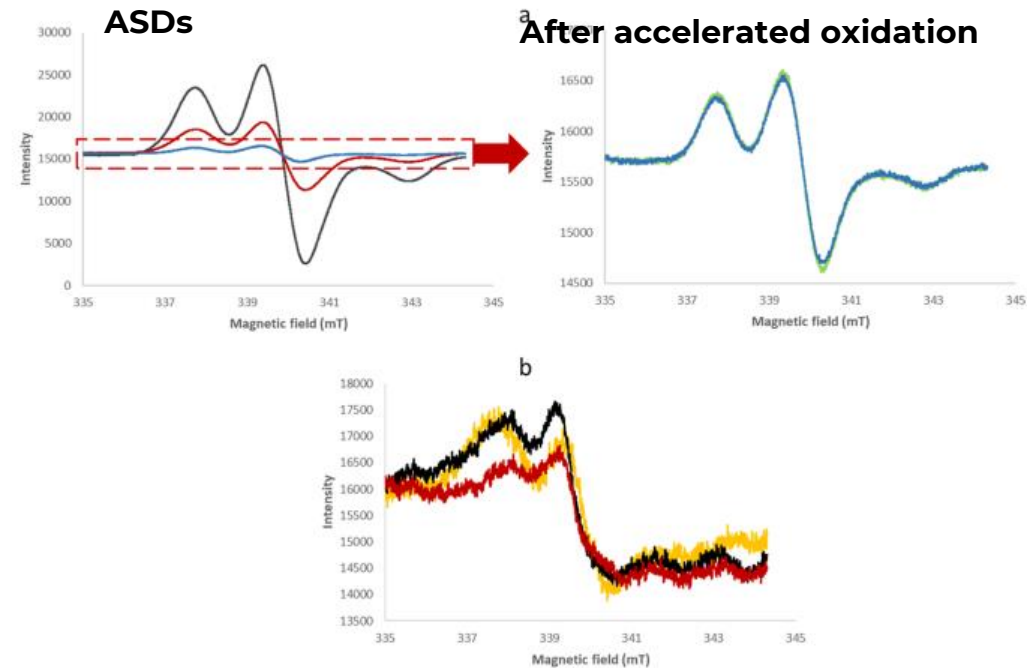 ASDs
a
After accelerated oxidation
30000
25000
20000
15000
10000
5000
0
Intensity
335 337 339 341 343 345
Magnetic field (mT)
16500
16000
15500
15000
14500
Intensity
335 337 339 341 343 345
Magnetic field (mT)
b
18000
17500
17000
16500
16000
15500
15000
14500
14000
13500
Intensity
335 337 339 341 343 345
Magnetic field (mT)